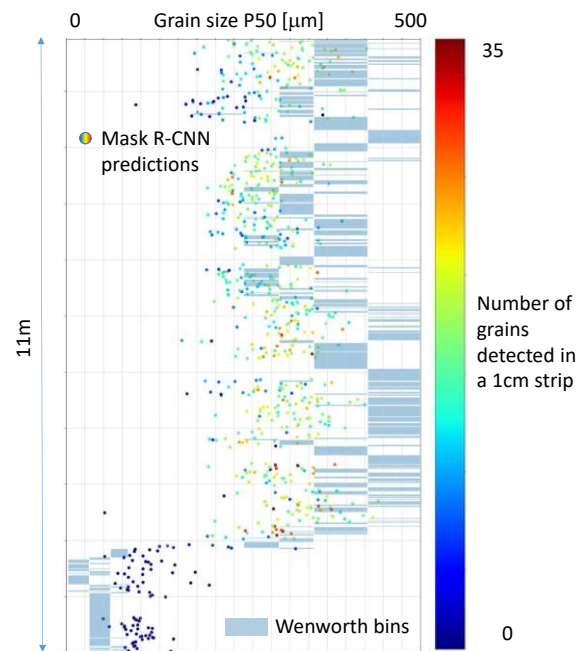 0 Grain size P50 [µm] 500
35
Mask R-CNN
predictions
11m
Number of
grains
detected in
a 1cm strip
Wenworth bins
0